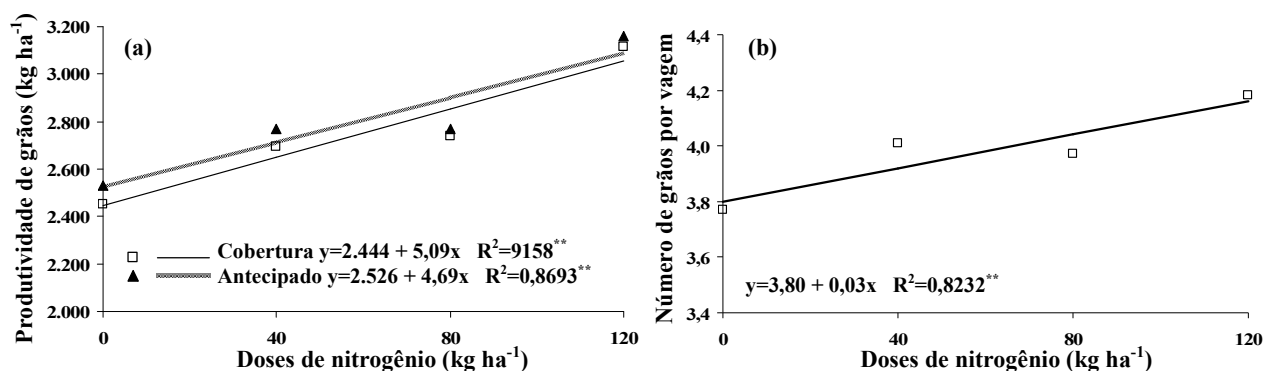 Produtividade de grãos (kg ha⁻¹)
3.200
3.000
2.800
2.600
2.400
2.200
2.000
(a)
Cobertura y=2.444 + 5,09x R²=9158**
Antecipado y=2.526 + 4,69x R²=0,8693**
0 40 80 120
Doses de nitrogênio (kg ha⁻¹)
Número de grãos por vagem
4,4
4,2
4,0
3,8
3,6
3,4
(b)
y=3,80 + 0,03x R²=0,8232**
0 40 80 120
Doses de nitrogênio (kg ha⁻¹)